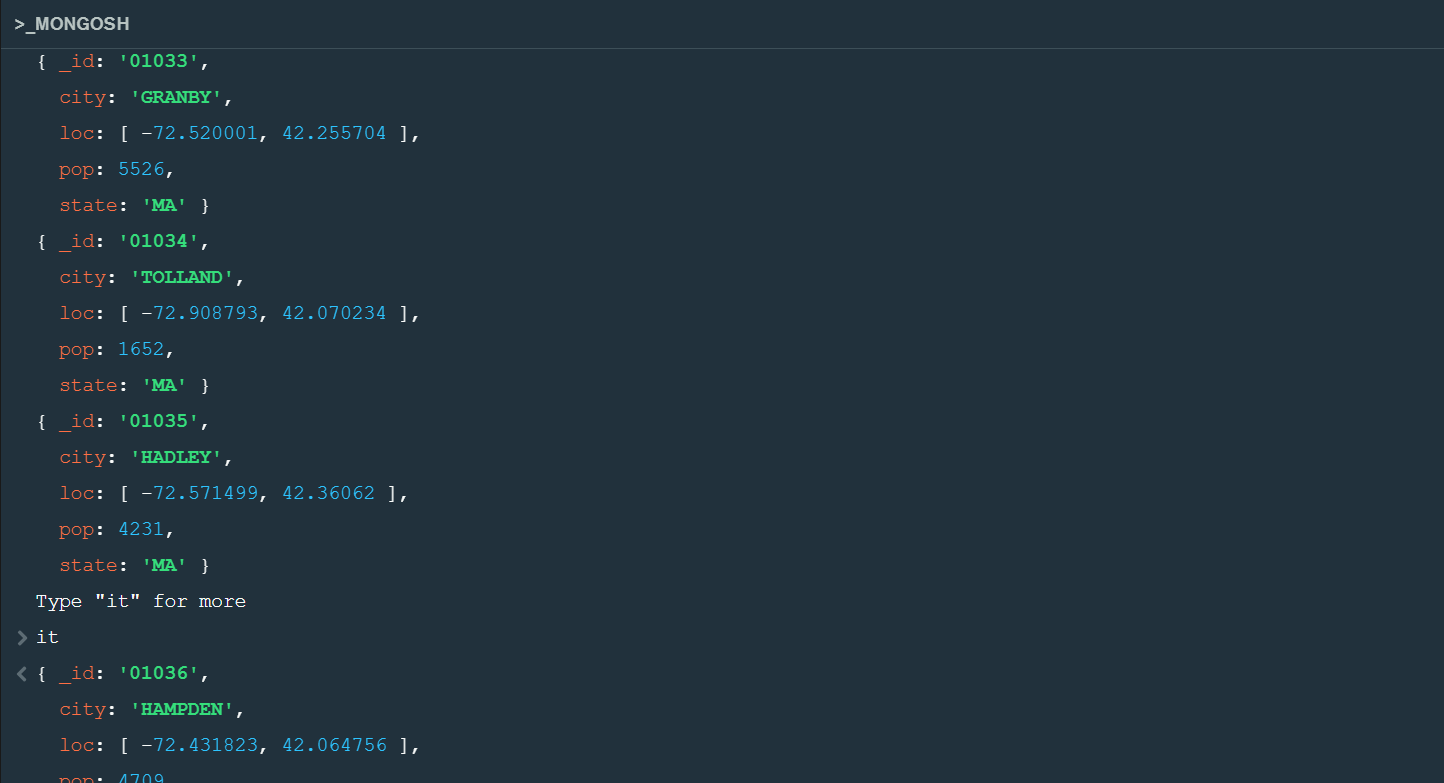 >_MONGOSH
{ _id: '01033',
city: 'GRANBY',
loc: [ -72.520001, 42.255704 ],
pop: 5526,
state: 'MA' }
{ _id: '01034',
city: 'TOLLAND',
loc: [ -72.908793, 42.070234 ],
pop: 1652,
state: 'MA' }
{ _id: '01035',
city: 'HADLEY',
loc: [ -72.571499, 42.36062 ],
pop: 4231,
state: 'MA' }
Type "it" for more
> it
< { _id: '01036',
city: 'HAMPDEN',
loc: [ -72.431823, 42.064756 ],
pop: 4709